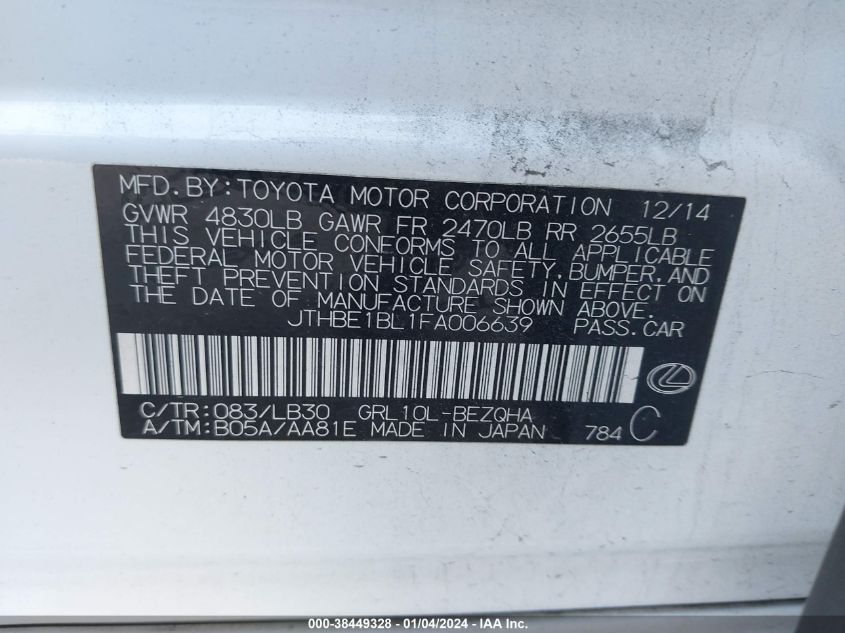 MFD.BY:TOYOTA MOTOR CORPORATION 12/14
GVWR 4830LB GAWR FR 2470LB RR 2655LB
THIS VEHICLE CONFORMS TO ALL APPLICABLE
FEDERAL MOTOR VEHICLE SAFETY,BUMPER,AND
THEFT PREVENTION STANDARDS IN EFFECT ON
THE DATE OF MANUFACTURE SHOWN ABOVE.
JTHBE1BL1FA006639 PASS.CAR
C/TR:083/LB30 GRL10L-BEZQHA
A/TM:B05A/AA81E MADE IN JAPAN 784 C
000-38449328 - 01/04/2024 - © IAA Inc.